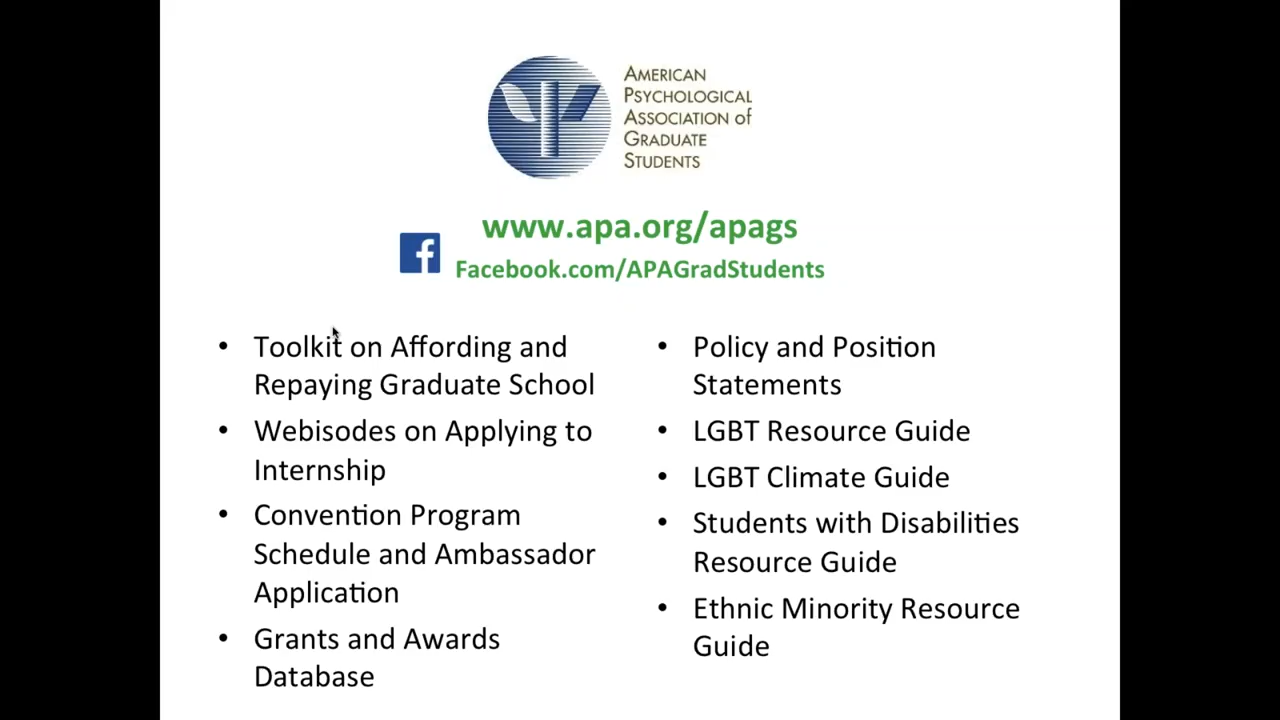 AMERICAN
PSYCHOLOGICAL
ASSOCIATION of
GRADUATE
STUDENTS
www.apa.org/apags
f
Facebook.com/APAGradStudents
• Toolkit on Affording and
Repaying Graduate School
• Webisodes on Applying to
Internship
• Convention Program
Schedule and Ambassador
Application
• Grants and Awards
Database
• Policy and Position
Statements
• LGBT Resource Guide
• LGBT Climate Guide
• Students with Disabilities
Resource Guide
• Ethnic Minority Resource
Guide